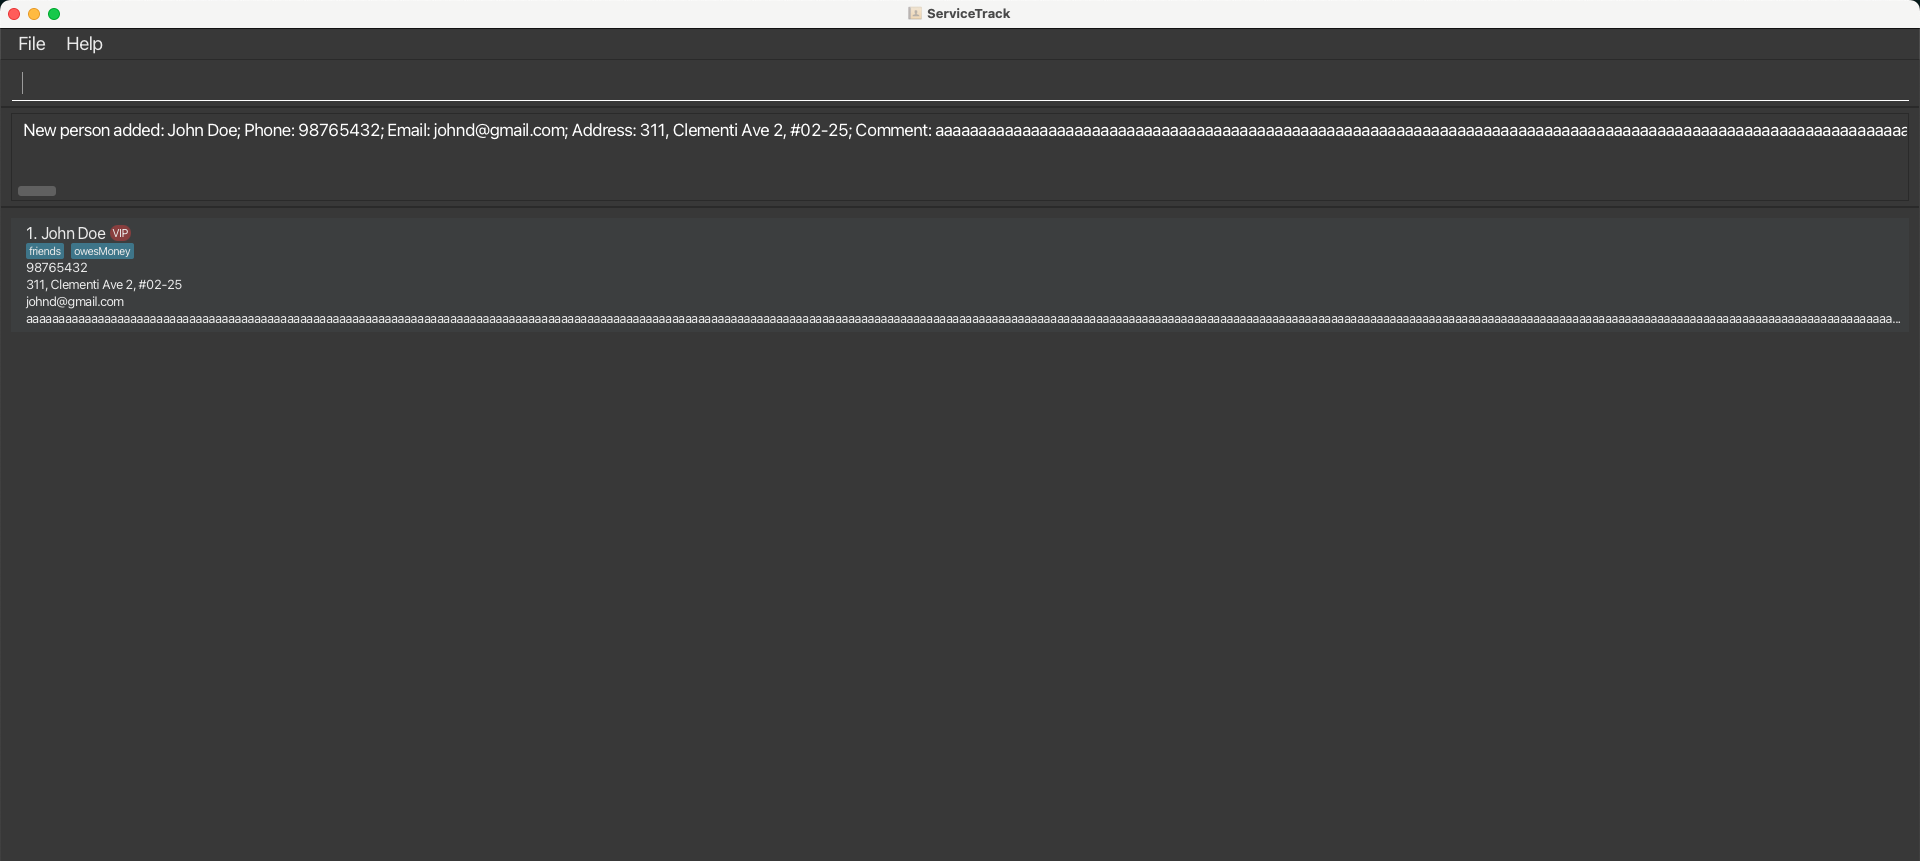 ServiceTrack
File Help
New person added: John Doe; Phone: 98765432; Email: johnd@gmail.com; Address: 311, Clementi Ave 2, #02-25; Comment:
1. John Doe VIP
friends owesMoney
98765432
311, Clementi Ave 2, #02-25
johnd@gmail.com